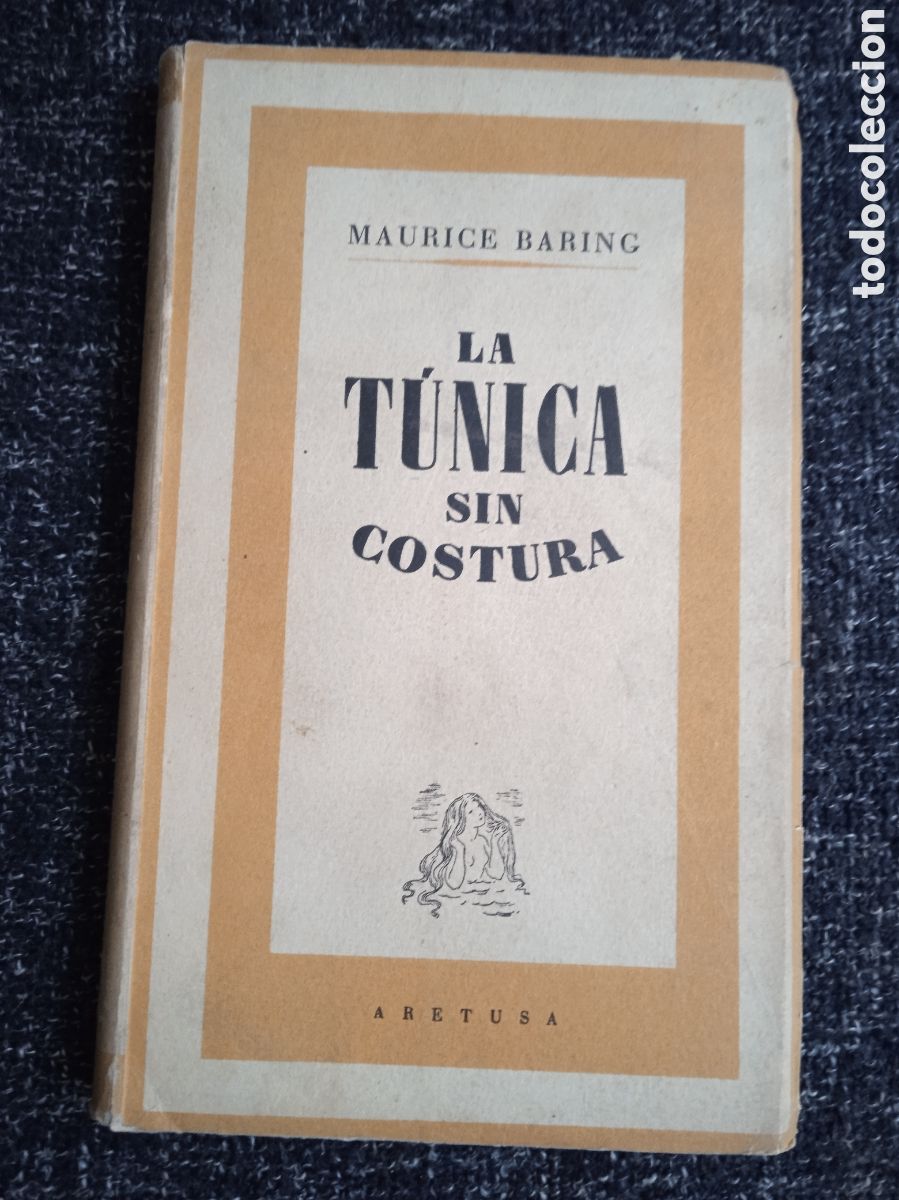 MAURICE BARING
LA
TÚNICA
SIN
COSTURA
ARETUSA
todocoleccion